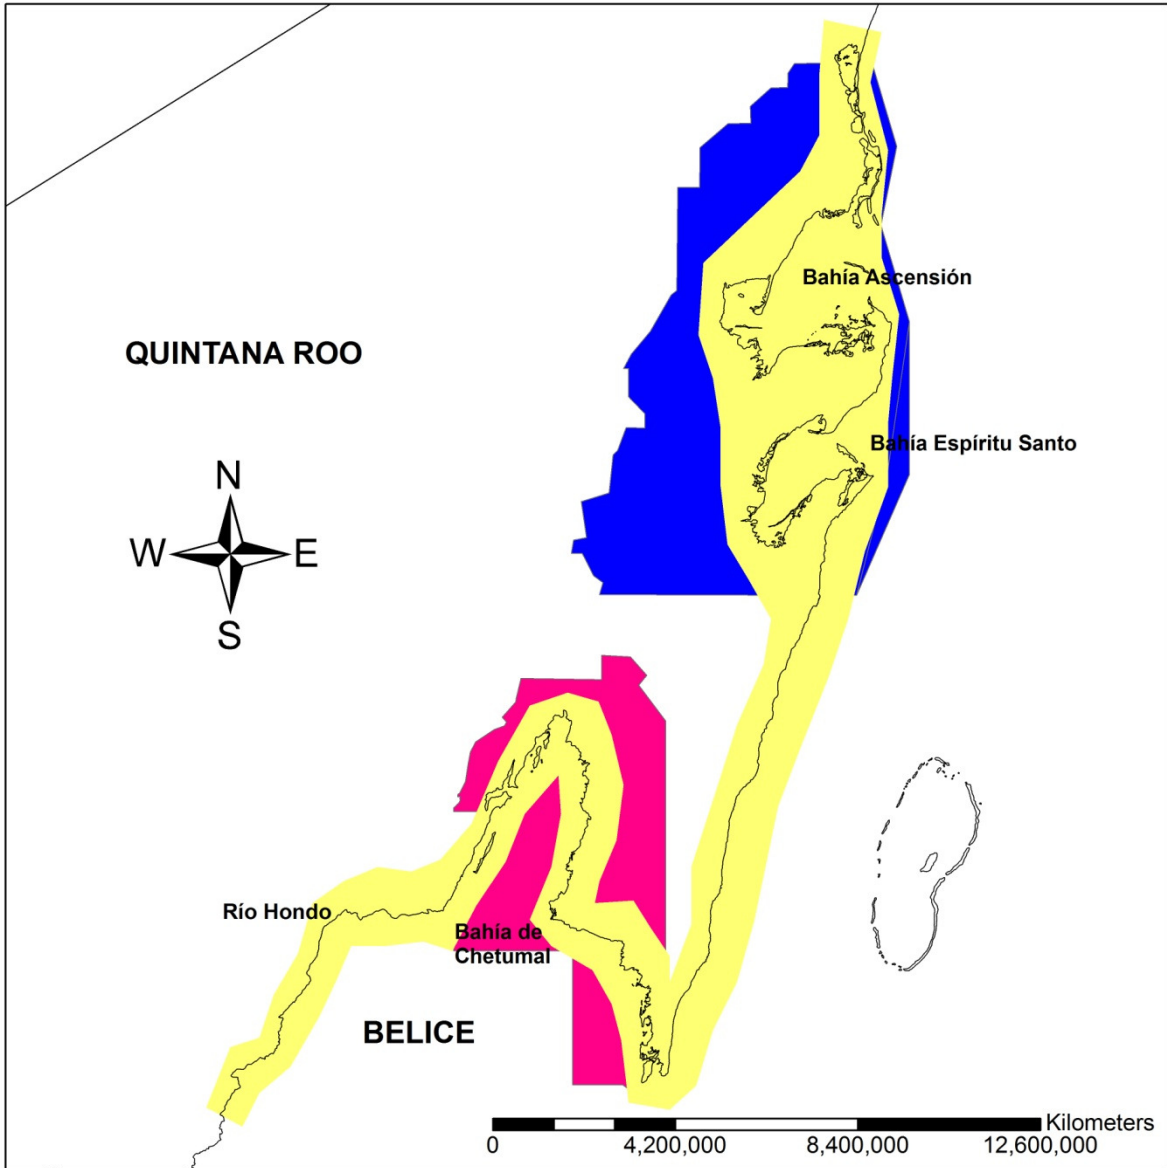 Bahía Ascensión
QUINTANA ROO
Bahía Espíritu Santo
N
W
E
S
Río Hondo
Bahía de
Chetumal
BELICE
Kilometers
0 4,200,000 8,400,000 12,600,000